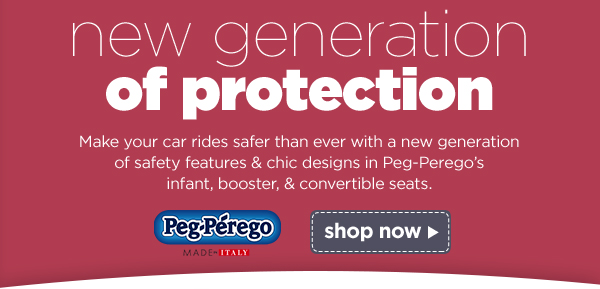 new generation
of protection
Make your car rides safer than ever with a new generation
of safety features & chic designs in Peg-Perego's
infant, booster, & convertible seats.
Peg-Pérego
MADE IN ITALY
shop now